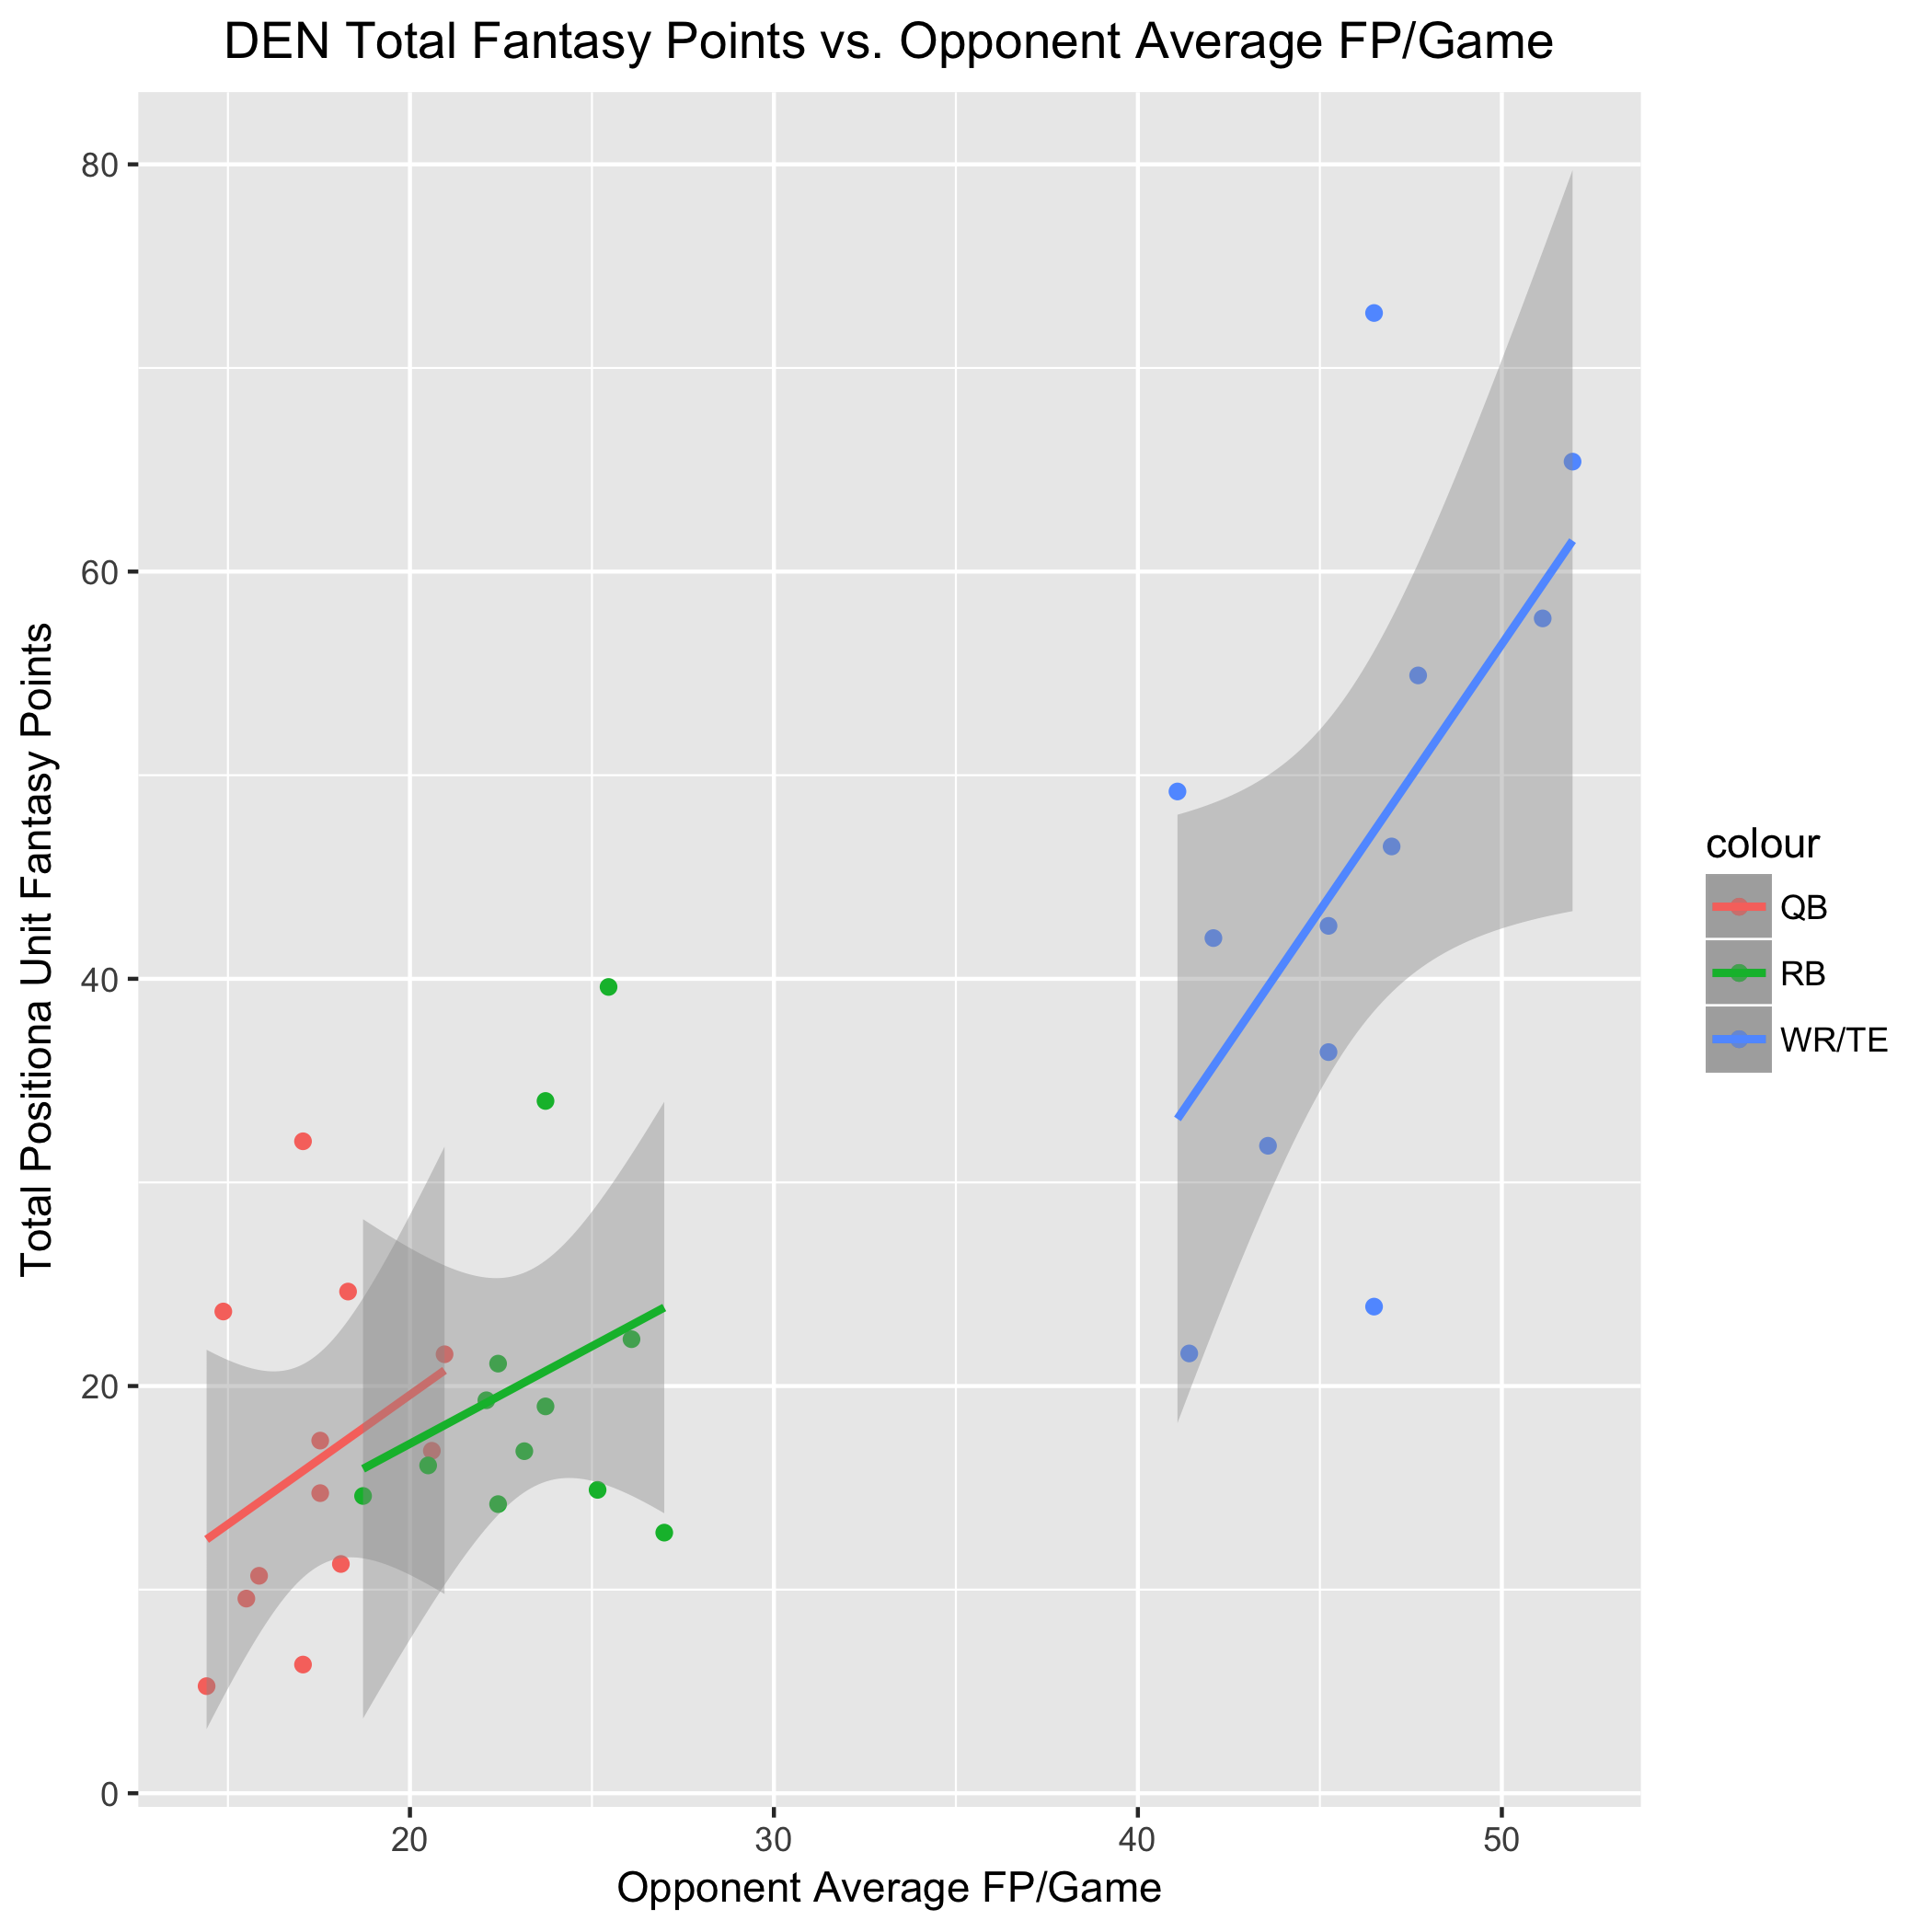 DEN Total Fantasy Points vs. Opponent Average FP/Game
Total Positiona Unit Fantasy Points
80
60
40
20
0
20
30
40
50
Opponent Average FP/Game
colour
QB
RB
WR/TE